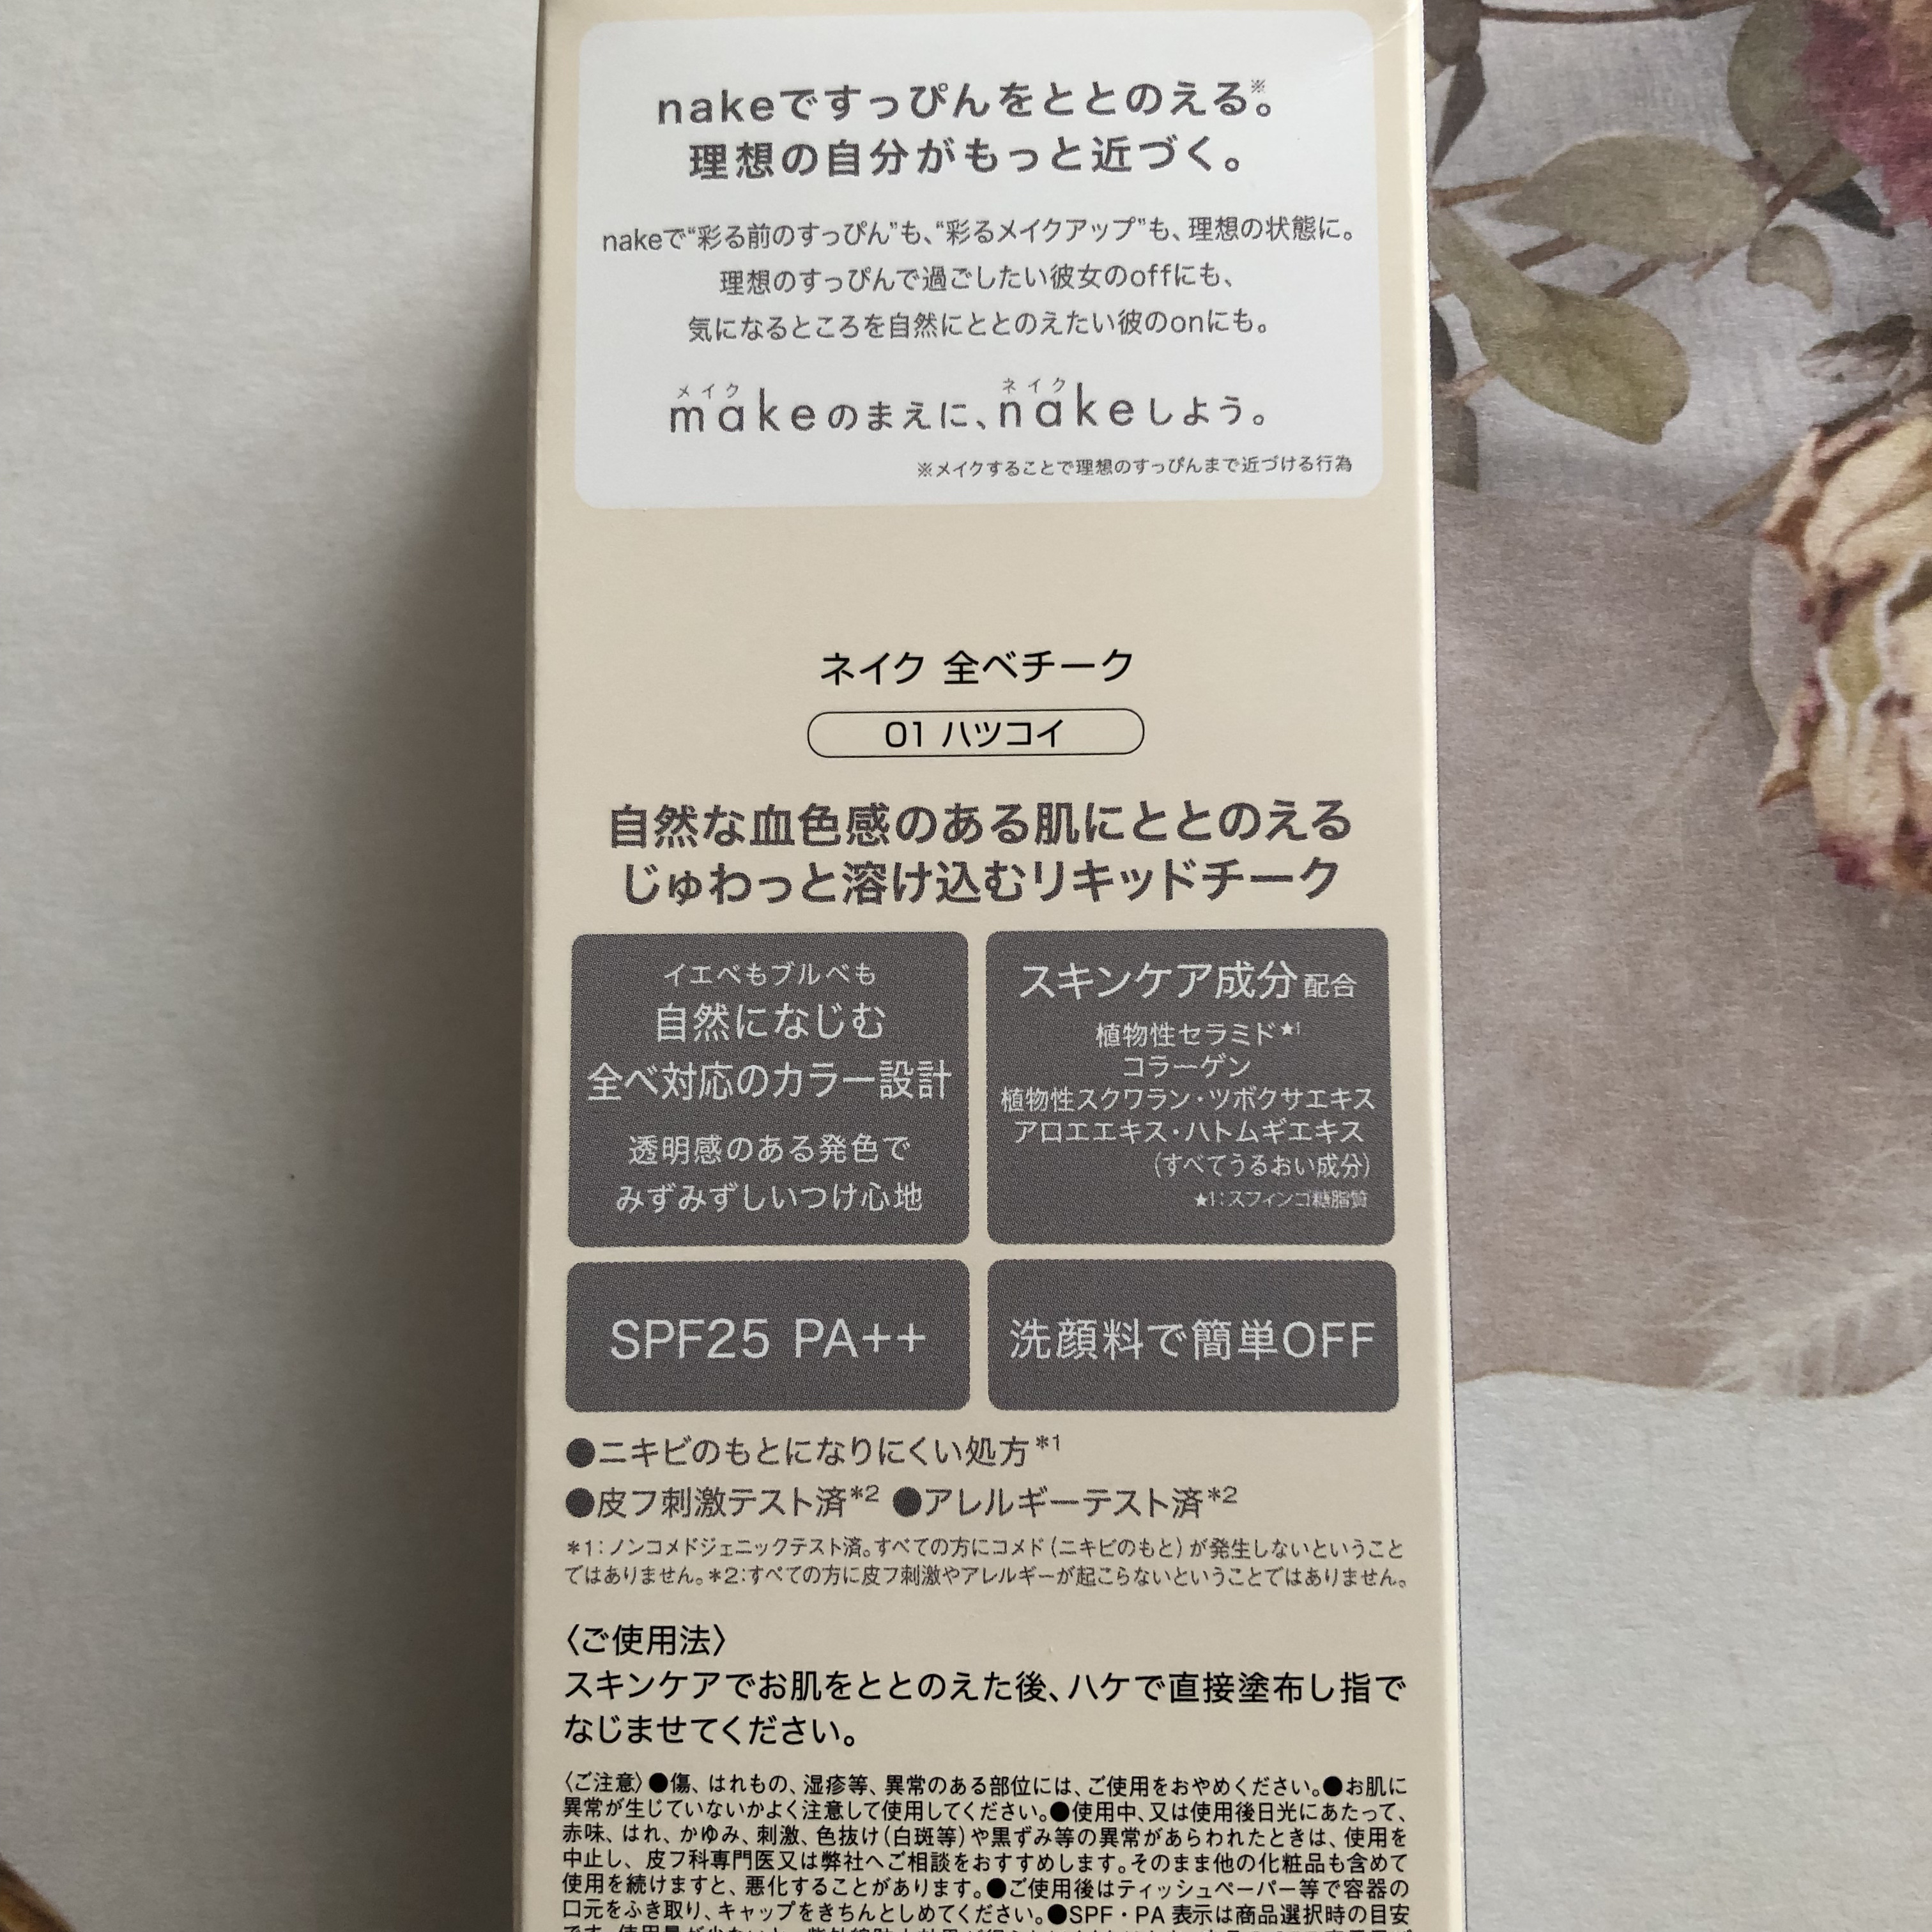 nakeですっぴんをととのえる※。
理想の自分がもっと近づく。
nakeで“彩る前のすっぴん”も、“彩るメイクアップ”も、理想の状態に。
理想のすっぴんで過ごしたい彼女のoffにも、
気になるところを自然にととのえたい彼のonにも。
メイク ネイク
makeのまえに、nakeしよう。
※メイクすることで理想のすっぴんまで近づける行為
ネイク 全ベチーク
01 ハツコイ
自然な血色感のある肌にととのえる
じゅわっと溶け込むリキッドチーク
イエベもブルベも
自然になじむ
全ベ対応のカラー設計
透明感のある発色で
みずみずしいつけ心地
スキンケア成分配合
植物性セラミド★1
コラーゲン
植物性スクワラン・ツボクサエキス
アロエエキス・ハトムギエキス
(すべてうるおい成分)
★1:スフィンゴ糖脂質
SPF25 PA++
洗顔料で簡単OFF
●ニキビのもとになりにくい処方*1
●皮フ刺激テスト済*2 ●アレルギーテスト済*2
*1:ノンコメドジェニックテスト済。すべての方にコメド(ニキビのもと)が発生しないということ
ではありません。*2:すべての方に皮フ刺激やアレルギーが起こらないということではありません。
〈ご使用法〉
スキンケアでお肌をととのえた後、ハケで直接塗布し指で
なじませてください。
〈ご注意〉●傷、はれもの、湿疹等、異常のある部位には、ご使用をおやめください。●お肌に
異常が生じていないかよく注意して使用してください。●使用中、又は使用後日光にあたって、
赤味、はれ、かゆみ、刺激、色抜け(白斑等)や黒ずみ等の異常があらわれたときは、使用を
中止し、皮フ科専門医又は弊社へご相談をおすすめします。そのまま他の化粧品も含めて
使用を続けますと、悪化することがあります。●ご使用後はティッシュペーパー等で容器の
口元をふき取り、キャップをきちんとしめてください。●SPF・PA 表示は商品選択時の目安